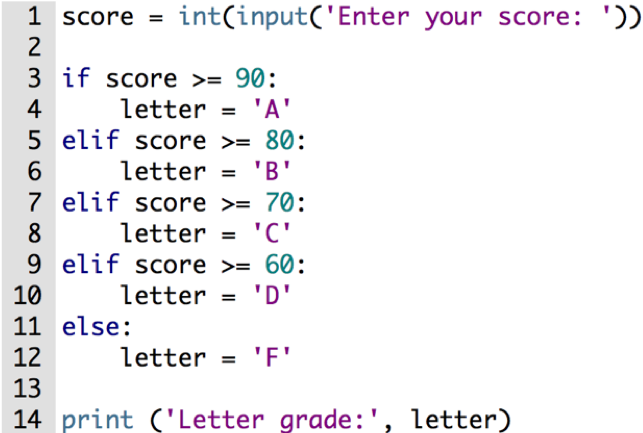 1 score = int(input('Enter your score: '))
2
3 if score >= 90:
4     letter = 'A'
5 elif score >= 80:
6     letter = 'B'
7 elif score >= 70:
8     letter = 'C'
9 elif score >= 60:
10     letter = 'D'
11 else:
12     letter = 'F'
13
14 print ('Letter grade:', letter)